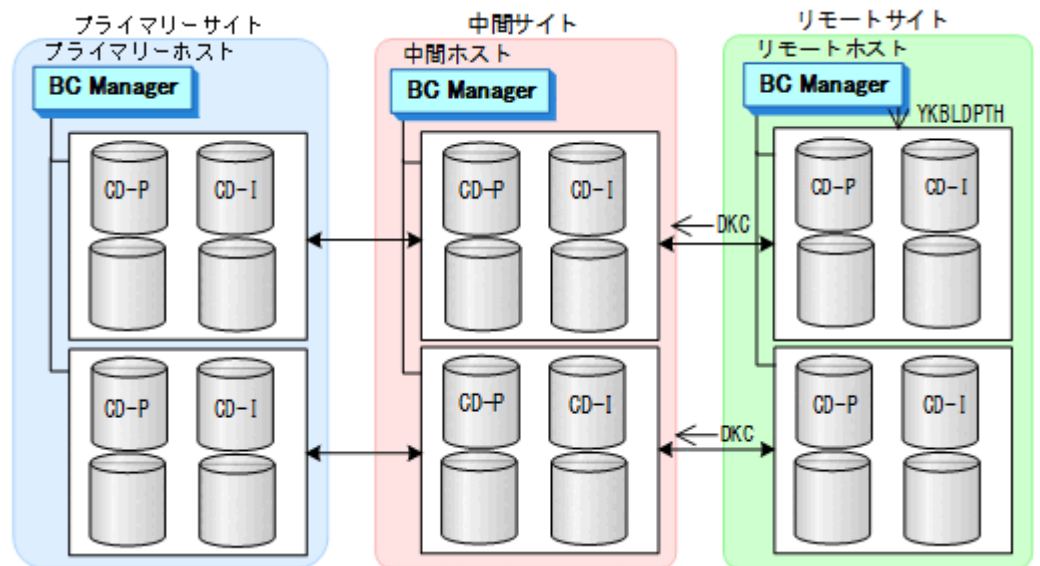 プライマリーサイト
プライマリーホスト
BC Manager
CD-P
CD-I
CD-P
CD-I
中間サイト
中間ホスト
BC Manager
CD-P
CD-I
CD-P
CD-I
DKC
DKC
リモートサイト
リモートホスト
BC Manager
YKBLDPTH
CD-P
CD-I
CD-P
CD-I